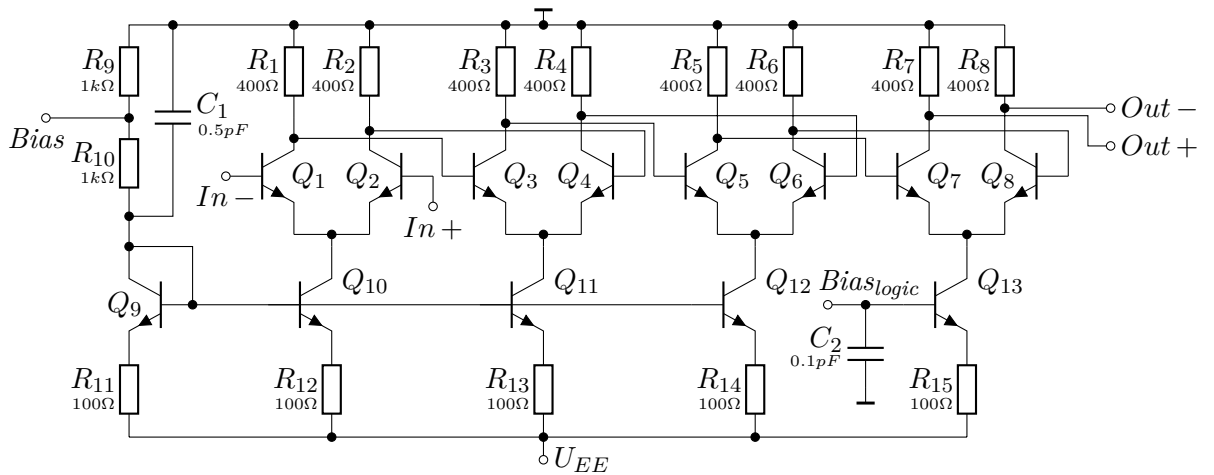 R9
1kΩ
C1
0.5pF
R1
400Ω
R2
400Ω
R3
400Ω
R4
400Ω
R5
400Ω
R6
400Ω
R7
400Ω
R8
400Ω
Out−
Out+
Bias
R10
1kΩ
In−
Q1
Q2
In+
Q3
Q4
Q5
Q6
Q7
Q8
Q9
Q10
Q11
Q12
Biaslogic
Q13
C2
0.1pF
R11
100Ω
R12
100Ω
R13
100Ω
R14
100Ω
R15
100Ω
UEE